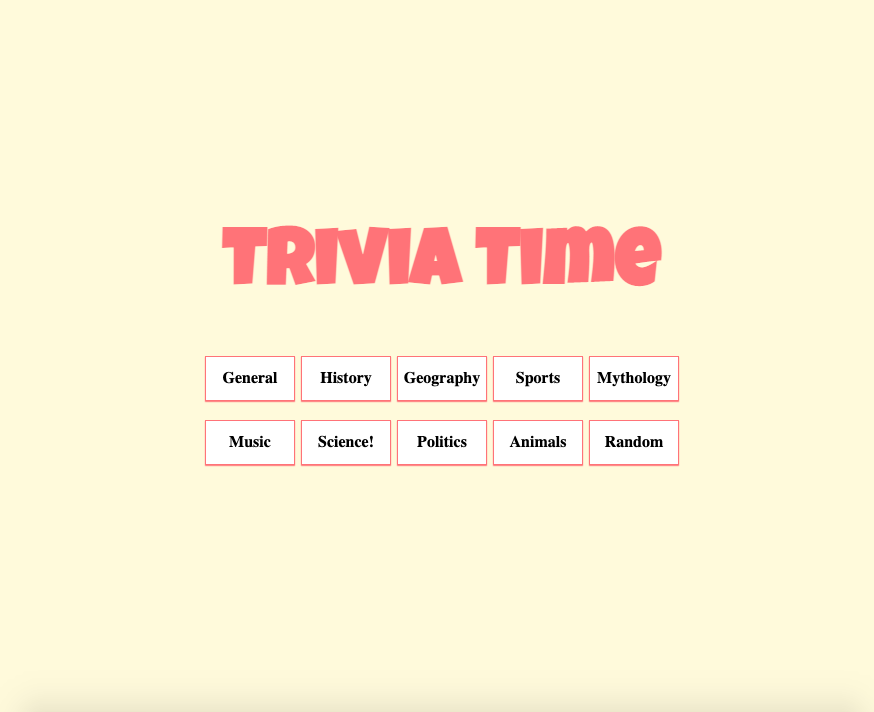 TRIVIA Time
General History Geography Sports Mythology
Music Science! Politics Animals Random